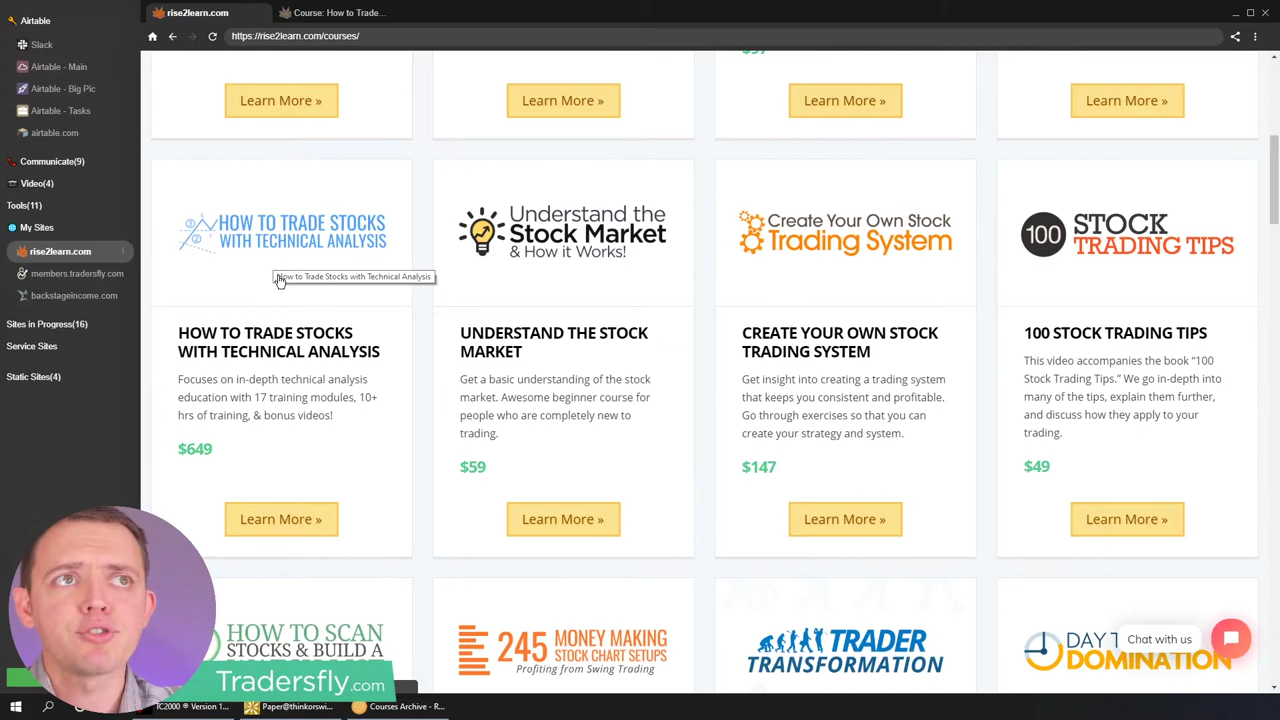 Airtable
Slack
Airtable - Main
Airtable - Big Pic
Airtable - Tasks
airtable.com
Communicate(9)
Video(4)
Tools(11)
My Sites
rise2learn.com
members.tradersfly.com
backstageincome.com
Sites in Progress(16)
Service Sites
Static Sites(4)
rise2learn.com
Course: How to Trade...
https://rise2learn.com/courses/
Learn More »
Learn More »
Learn More »
Learn More »
HOW TO TRADE STOCKS
WITH TECHNICAL ANALYSIS
How to Trade Stocks with Technical Analysis
HOW TO TRADE STOCKS
WITH TECHNICAL ANALYSIS
Focuses on in-depth technical analysis
education with 17 training modules, 10+
hrs of training, & bonus videos!
$649
Learn More »
Understand the
Stock Market
& How it Works!
UNDERSTAND THE STOCK
MARKET
Get a basic understanding of the stock
market. Awesome beginner course for
people who are completely new to
trading.
$59
Learn More »
Create Your Own Stock
Trading System
CREATE YOUR OWN STOCK
TRADING SYSTEM
Get insight into creating a trading system
that keeps you consistent and profitable.
Go through exercises so that you can
create your strategy and system.
$147
Learn More »
100 STOCK
TRADING TIPS
100 STOCK TRADING TIPS
This video accompanies the book “100
Stock Trading Tips.” We go in-depth into
many of the tips, explain them further,
and discuss how they apply to your
trading.
$49
Learn More »
HOW TO SCAN
STOCKS & BUILD A
245 MONEY MAKING
STOCK CHART SETUPS
Profiting from Swing Trading
TRADER
TRANSFORMATION
DAY
DOMINATION
Chat with us
Tradersfly.com
TC2000 ® Version 1...
Paper@thinkorswi...
Courses Archive - R...